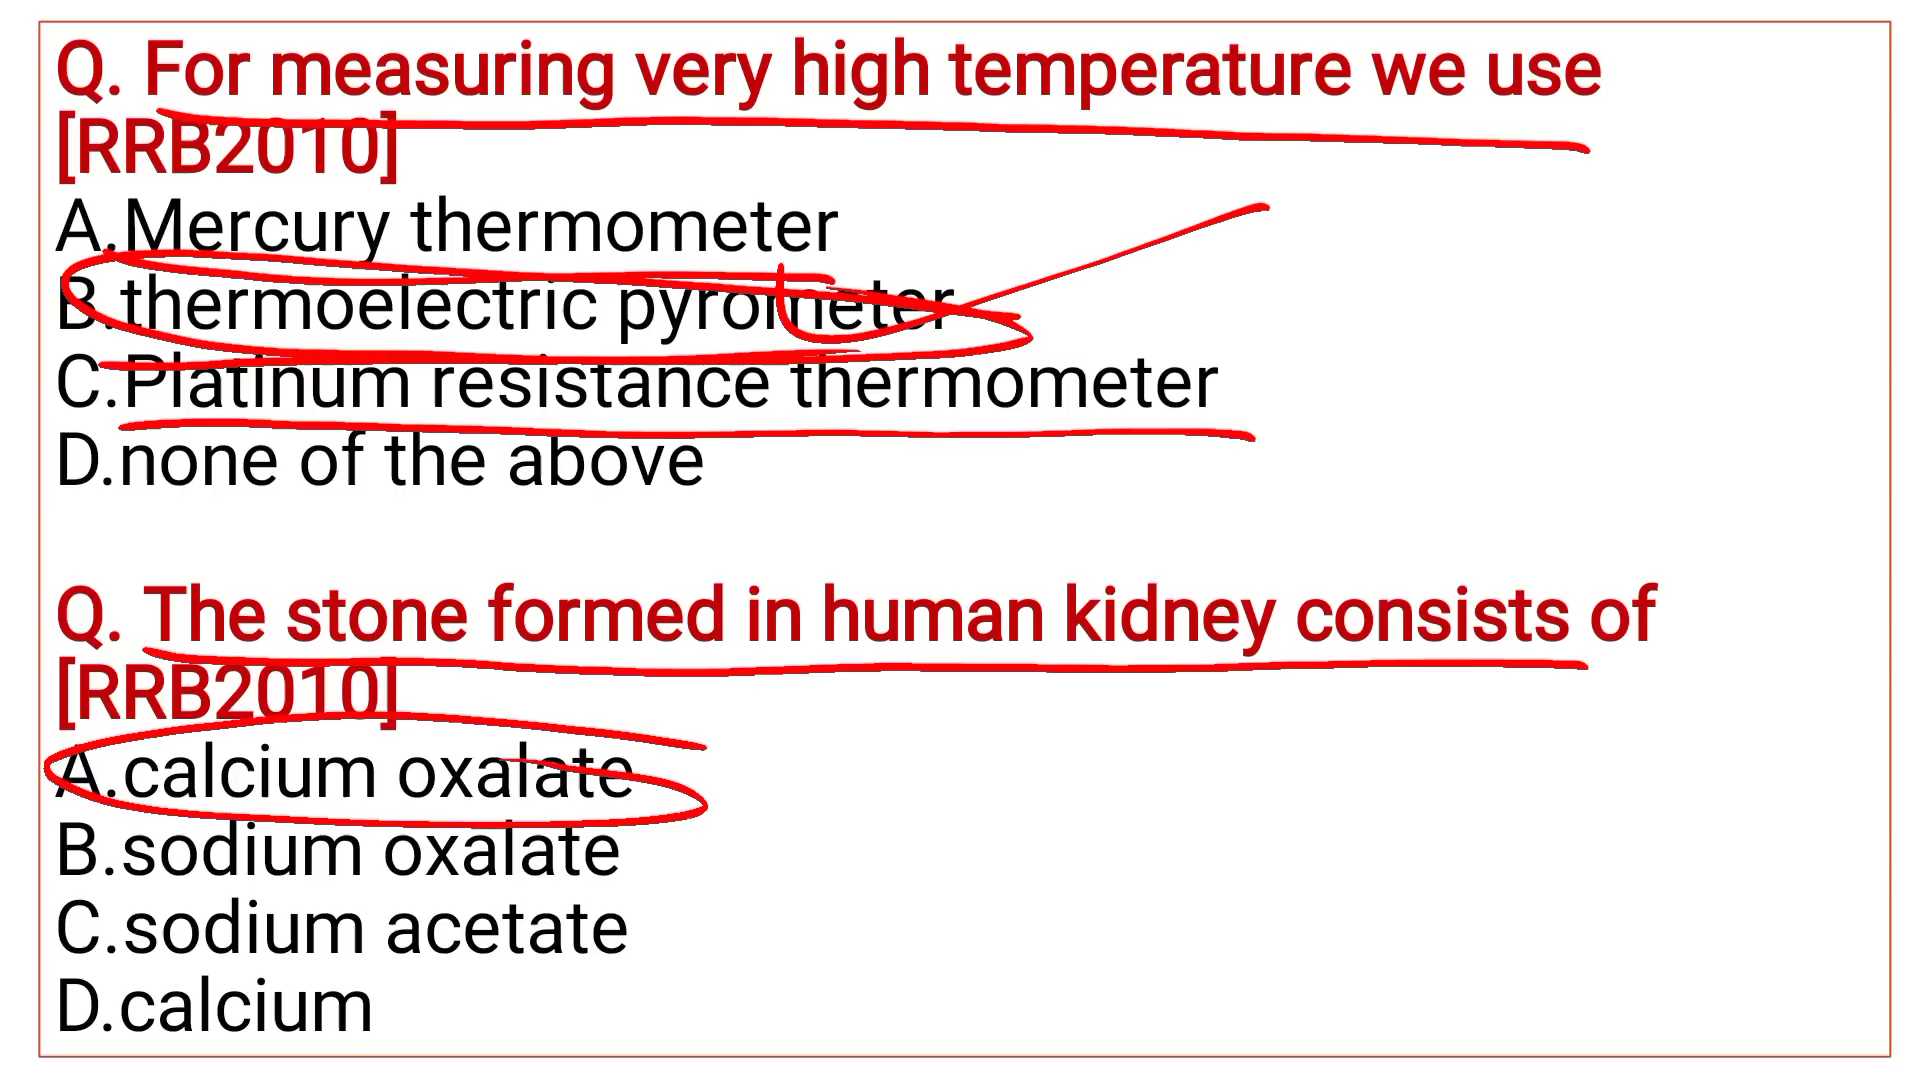 Q. For measuring very high temperature we use
[RRB2010]
A.Mercury thermometer
B.thermoelectric pyrometer
C.Platinum resistance thermometer
D.none of the above
Q. The stone formed in human kidney consists of
[RRB2010]
A.calcium oxalate
B.sodium oxalate
C.sodium acetate
D.calcium